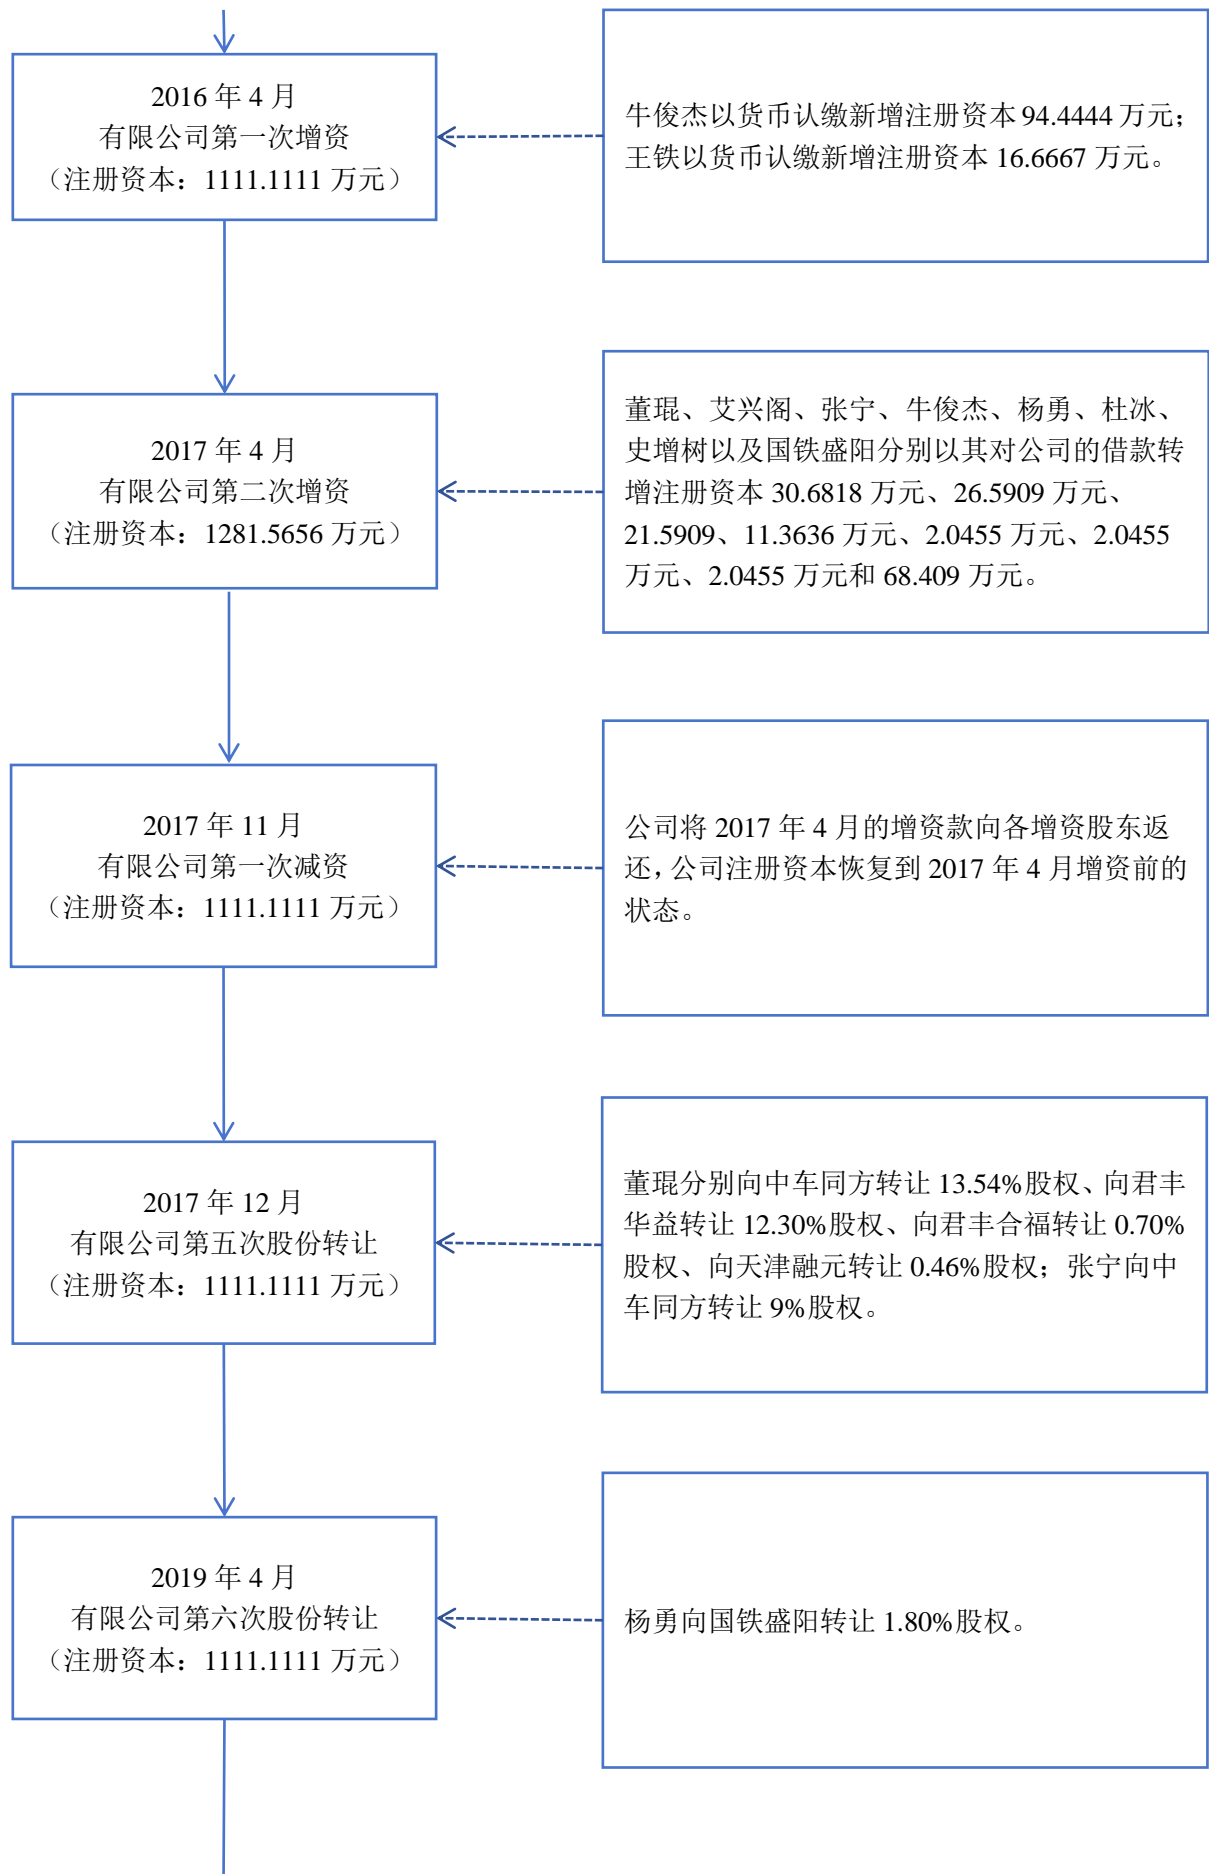 2016 年 4 月
有限公司第一次增资
（注册资本：1111.1111 万元）
牛俊杰以货币认缴新增注册资本 94.4444 万元；
王铁以货币认缴新增注册资本 16.6667 万元。
2017 年 4 月
有限公司第二次增资
（注册资本：1281.5656 万元）
董琨、艾兴阁、张宁、牛俊杰、杨勇、杜冰、
史增树以及国铁盛阳分别以其对公司的借款转
增注册资本 30.6818 万元、26.5909 万元、
21.5909、11.3636 万元、2.0455 万元、2.0455
万元、2.0455 万元和 68.409 万元。
2017 年 11 月
有限公司第一次减资
（注册资本：1111.1111 万元）
公司将 2017 年 4 月的增资款向各增资股东返
还，公司注册资本恢复到 2017 年 4 月增资前的
状态。
2017 年 12 月
有限公司第五次股份转让
（注册资本：1111.1111 万元）
董琨分别向中车同方转让 13.54%股权、向君丰
华益转让 12.30%股权、向君丰合福转让 0.70%
股权、向天津融元转让 0.46%股权；张宁向中
车同方转让 9%股权。
2019 年 4 月
有限公司第六次股份转让
（注册资本：1111.1111 万元）
杨勇向国铁盛阳转让 1.80%股权。